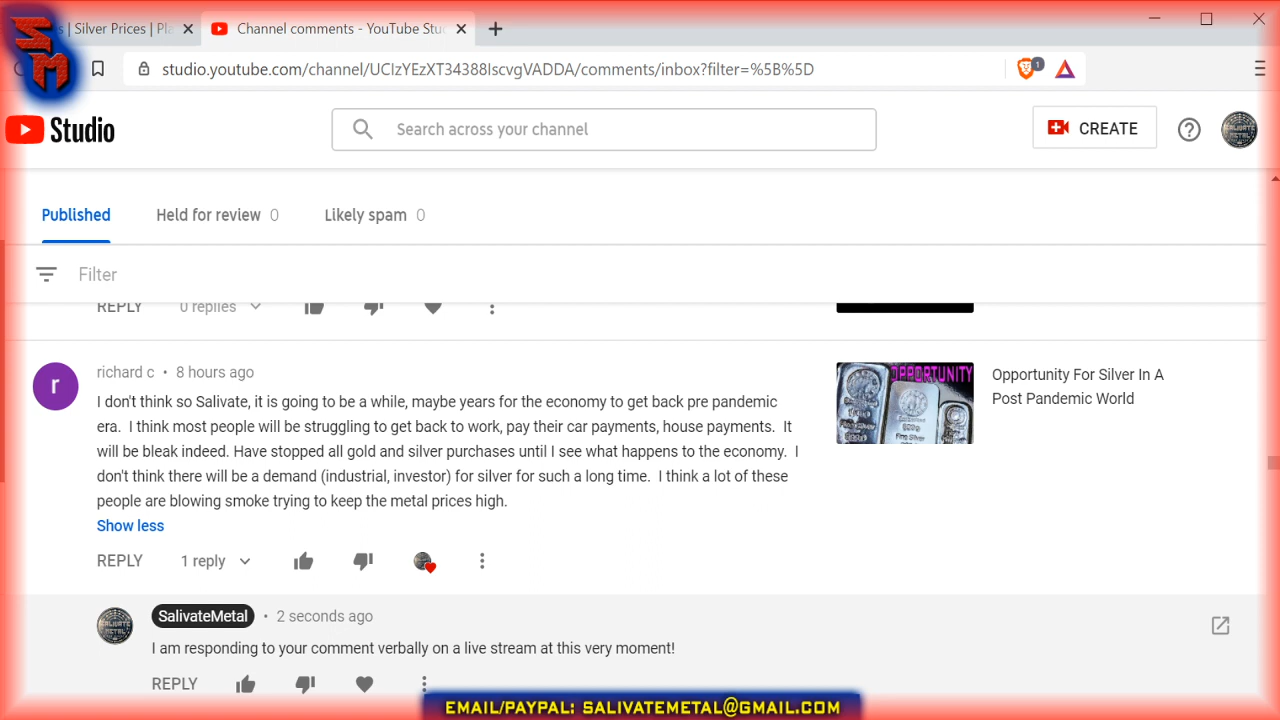 SM
| Silver Prices | Pla
Channel comments - YouTube Stu
studio.youtube.com/channel/UCIzYEzXT34388IscvgVADDA/comments/inbox?filter=%5B%5D
1
Studio
Search across your channel
CREATE
Published
Held for review 0
Likely spam 0
Filter
REPLY
0 replies
richard c • 8 hours ago
I don't think so Salivate, it is going to be a while, maybe years for the economy to get back pre pandemic
era. I think most people will be struggling to get back to work, pay their car payments, house payments. It
will be bleak indeed. Have stopped all gold and silver purchases until I see what happens to the economy. I
don't think there will be a demand (industrial, investor) for silver for such a long time. I think a lot of these
people are blowing smoke trying to keep the metal prices high.
Show less
REPLY
1 reply
OPPORTUNITY
Opportunity For Silver In A
Post Pandemic World
r
SalivateMetal • 2 seconds ago
I am responding to your comment verbally on a live stream at this very moment!
REPLY
EMAIL/PAYPAL: SALIVATEMETAL@GMAIL.COM